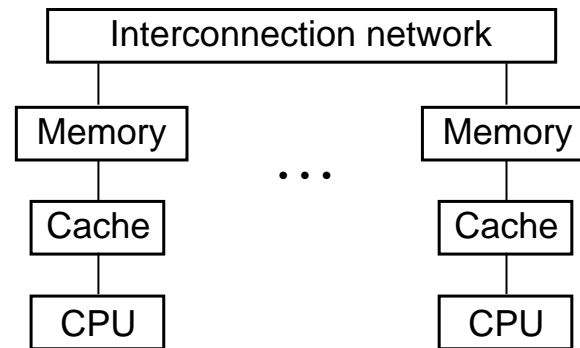 Interconnection network
Memory Memory
...
Cache Cache
CPU CPU